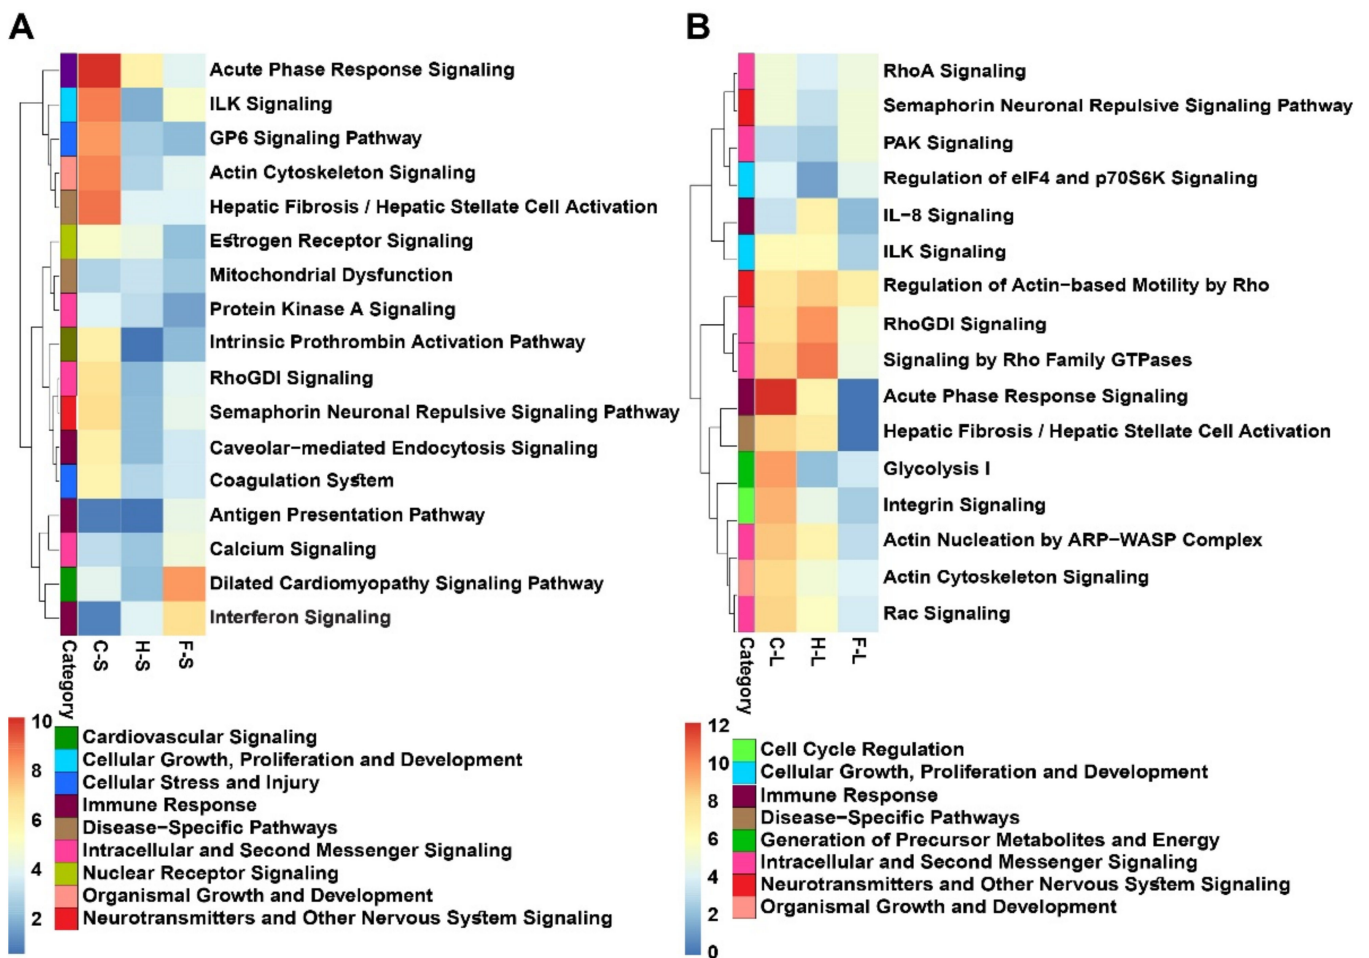 A
Acute Phase Response Signaling
ILK Signaling
GP6 Signaling Pathway
Actin Cytoskeleton Signaling
Hepatic Fibrosis / Hepatic Stellate Cell Activation
Estrogen Receptor Signaling
Mitochondrial Dysfunction
Protein Kinase A Signaling
Intrinsic Prothrombin Activation Pathway
RhoGDI Signaling
Semaphorin Neuronal Repulsive Signaling Pathway
Caveolar−mediated Endocytosis Signaling
Coagulation System
Antigen Presentation Pathway
Calcium Signaling
Dilated Cardiomyopathy Signaling Pathway
Interferon Signaling
Category
C-S
H-S
F-S
10
8
6
4
2
Cardiovascular Signaling
Cellular Growth, Proliferation and Development
Cellular Stress and Injury
Immune Response
Disease−Specific Pathways
Intracellular and Second Messenger Signaling
Nuclear Receptor Signaling
Organismal Growth and Development
Neurotransmitters and Other Nervous System Signaling
B
RhoA Signaling
Semaphorin Neuronal Repulsive Signaling Pathway
PAK Signaling
Regulation of eIF4 and p70S6K Signaling
IL−8 Signaling
ILK Signaling
Regulation of Actin−based Motility by Rho
RhoGDI Signaling
Signaling by Rho Family GTPases
Acute Phase Response Signaling
Hepatic Fibrosis / Hepatic Stellate Cell Activation
Glycolysis I
Integrin Signaling
Actin Nucleation by ARP−WASP Complex
Actin Cytoskeleton Signaling
Rac Signaling
Category
C-L
H-L
F-L
12
10
8
6
4
2
0
Cell Cycle Regulation
Cellular Growth, Proliferation and Development
Immune Response
Disease−Specific Pathways
Generation of Precursor Metabolites and Energy
Intracellular and Second Messenger Signaling
Neurotransmitters and Other Nervous System Signaling
Organismal Growth and Development